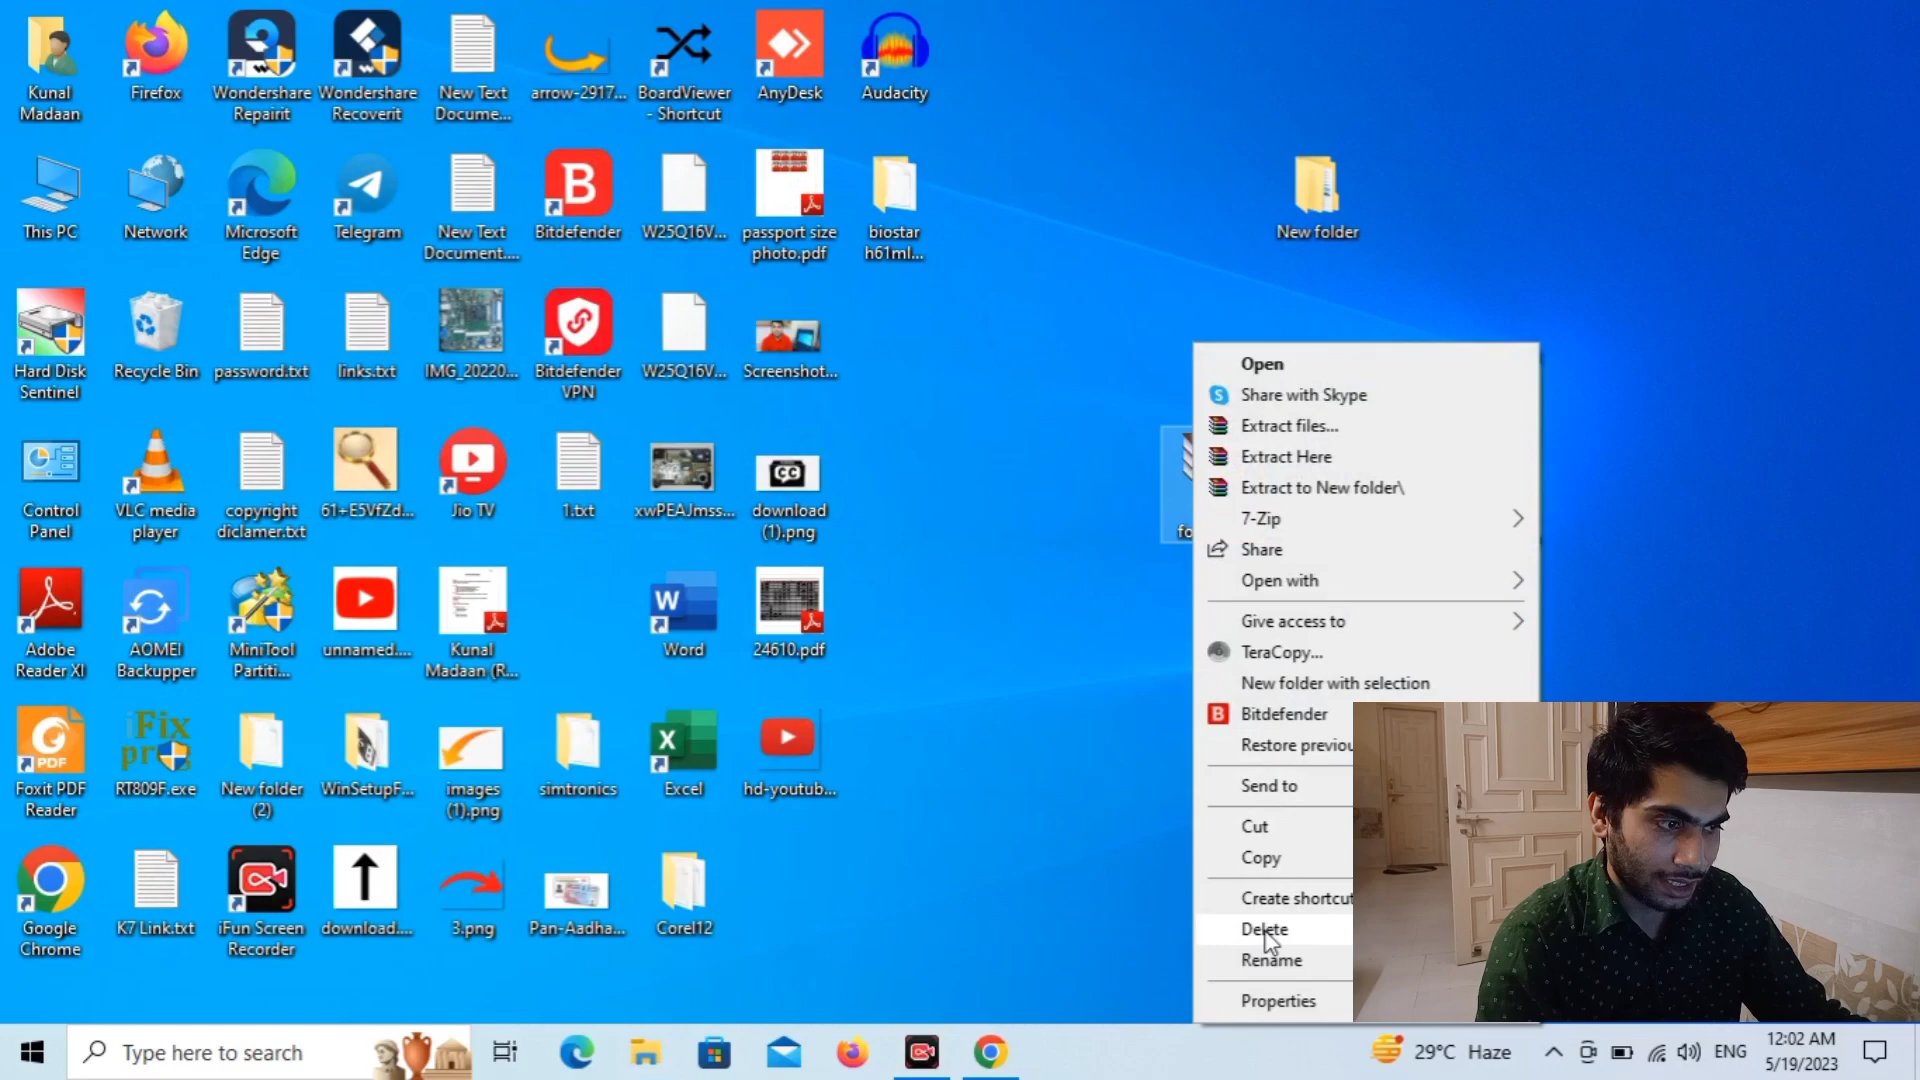 Kunal
Madaan
Firefox
Wondershare
Repairit
Wondershare
Recoverit
New Text
Docume...
arrow-2917...
BoardViewer
- Shortcut
AnyDesk
Audacity
This PC
Network
Microsoft
Edge
Telegram
New Text
Document....
Bitdefender
W25Q16V...
passport size
photo.pdf
biostar
h61ml...
New folder
Hard Disk
Sentinel
Recycle Bin
password.txt
links.txt
IMG_20220...
Bitdefender
VPN
W25Q16V...
Screenshot...
Control
Panel
VLC media
player
copyright
diclamer.txt
61+E5VfZd...
Jio TV
1.txt
xwPEAJmss...
download
(1).png
fo
Adobe
Reader XI
AOMEI
Backupper
MiniTool
Partiti...
unnamed....
Kunal
Madaan (R...
Word
24610.pdf
Foxit PDF
Reader
RT809F.exe
New folder
(2)
WinSetupF...
images
(1).png
simtronics
Excel
hd-youtub...
Google
Chrome
K7 Link.txt
iFun Screen
Recorder
download....
3.png
Pan-Aadha...
Corel12
Open
Share with Skype
Extract files...
Extract Here
Extract to New folder\
7-Zip
Share
Open with
Give access to
TeraCopy...
New folder with selection
Bitdefender
Restore previou
Send to
Cut
Copy
Create shortcut
Delete
Rename
Properties
Type here to search
29°C Haze
ENG
12:02 AM
5/19/2023